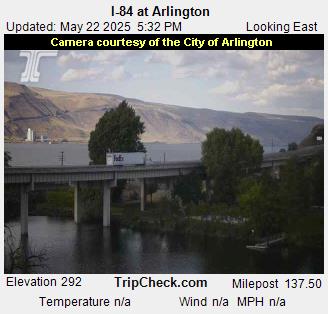 I-84 at Arlington
Updated: May 22 2025 5:32 PM Looking East
Camera courtesy of the City of Arlington
FedEx
Elevation 292 TripCheck.com Milepost 137.50
Temperature n/a Wind n/a MPH n/a